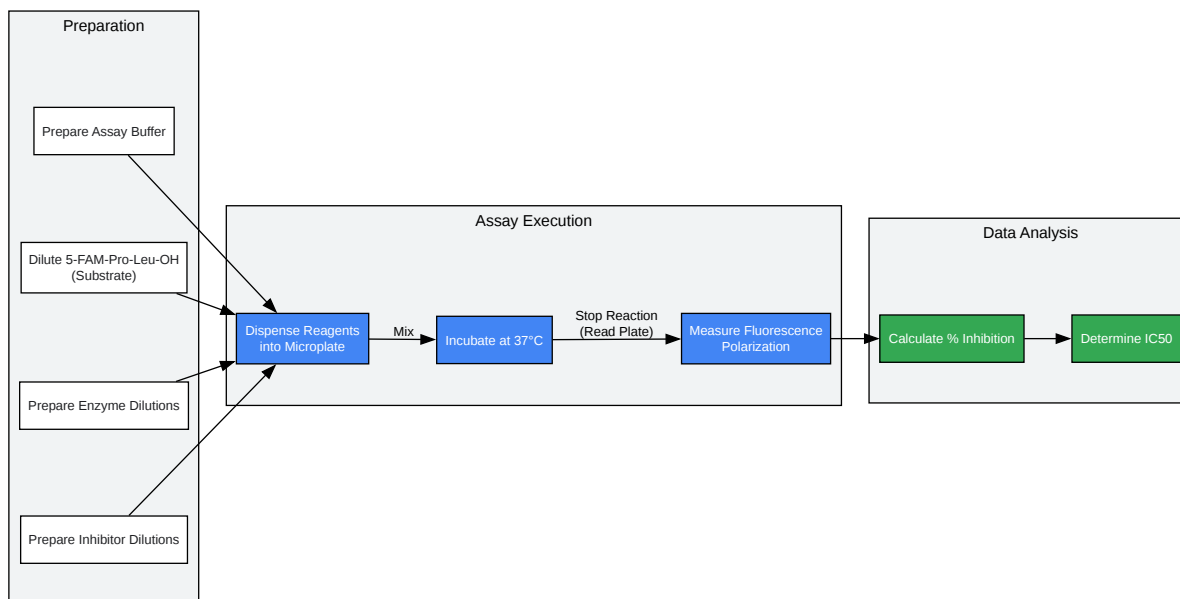 Preparation
Prepare Assay Buffer
Dilute 5-FAM-Pro-Leu-OH
(Substrate)
Prepare Enzyme Dilutions
Prepare Inhibitor Dilutions
Assay Execution
Dispense Reagents
into Microplate
Mix
Incubate at 37°C
Stop Reaction
(Read Plate)
Measure Fluorescence
Polarization
Data Analysis
Calculate % Inhibition
Determine IC50